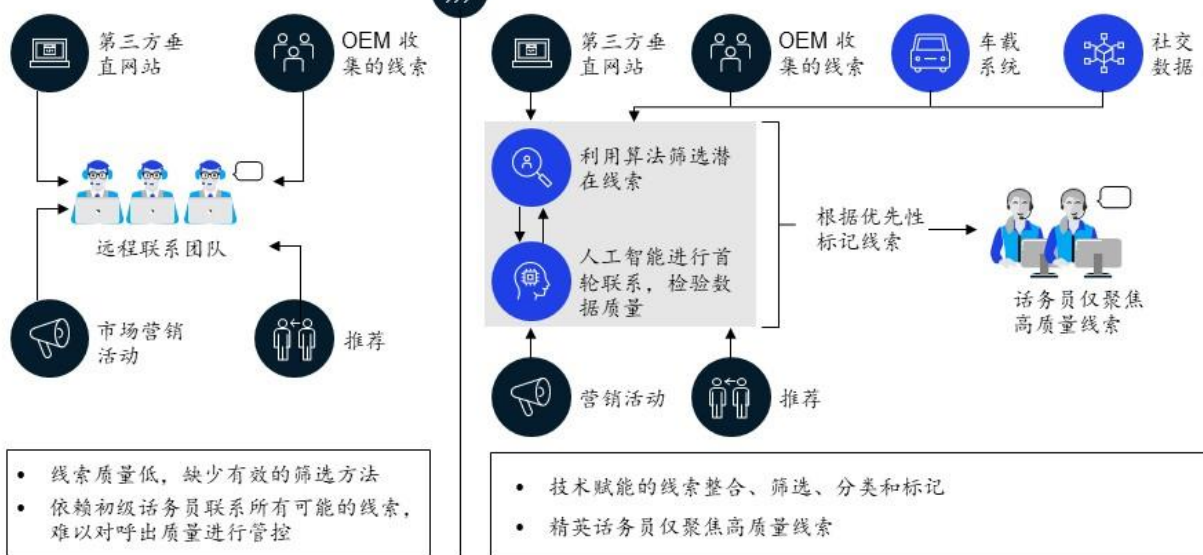 第三方垂
直网站
OEM 收
集的线索
远程联系团队
市场营销
活动
推荐
• 线索质量低，缺少有效的筛选方法
• 依赖初级话务员联系所有可能的线索，
难以对呼出质量进行管控
第三方垂
直网站
OEM 收
集的线索
车载
系统
社交
数据
利用算法筛选潜
在线索
人工智能进行首
轮联系，检验数
据质量
根据优先性
标记线索
话务员仅聚焦
高质量线索
营销活动
推荐
• 技术赋能的线索整合、筛选、分类和标记
• 精英话务员仅聚焦高质量线索